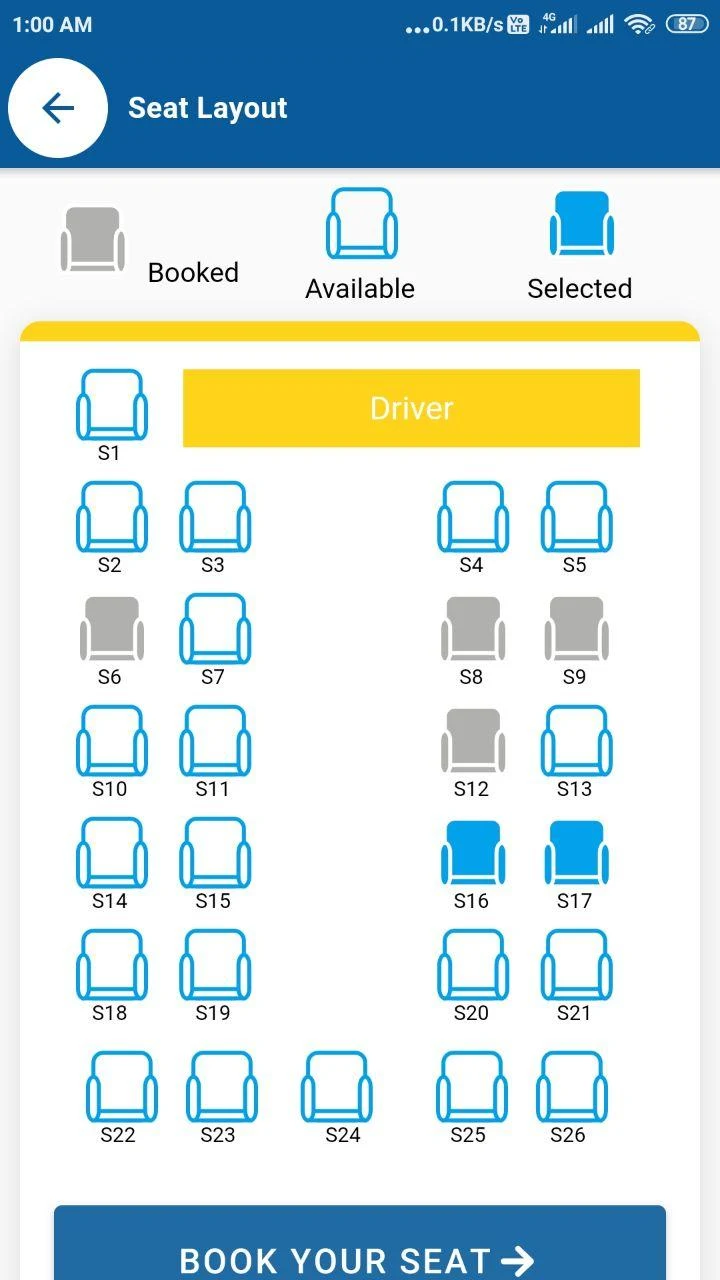 1:00 AM ...0.1KB/s Vo LTE 4G 87
Seat Layout
Booked
Available
Selected
Driver
S1
S2 S3 S4 S5
S6 S7 S8 S9
S10 S11 S12 S13
S14 S15 S16 S17
S18 S19 S20 S21
S22 S23 S24 S25 S26
BOOK YOUR SEAT→